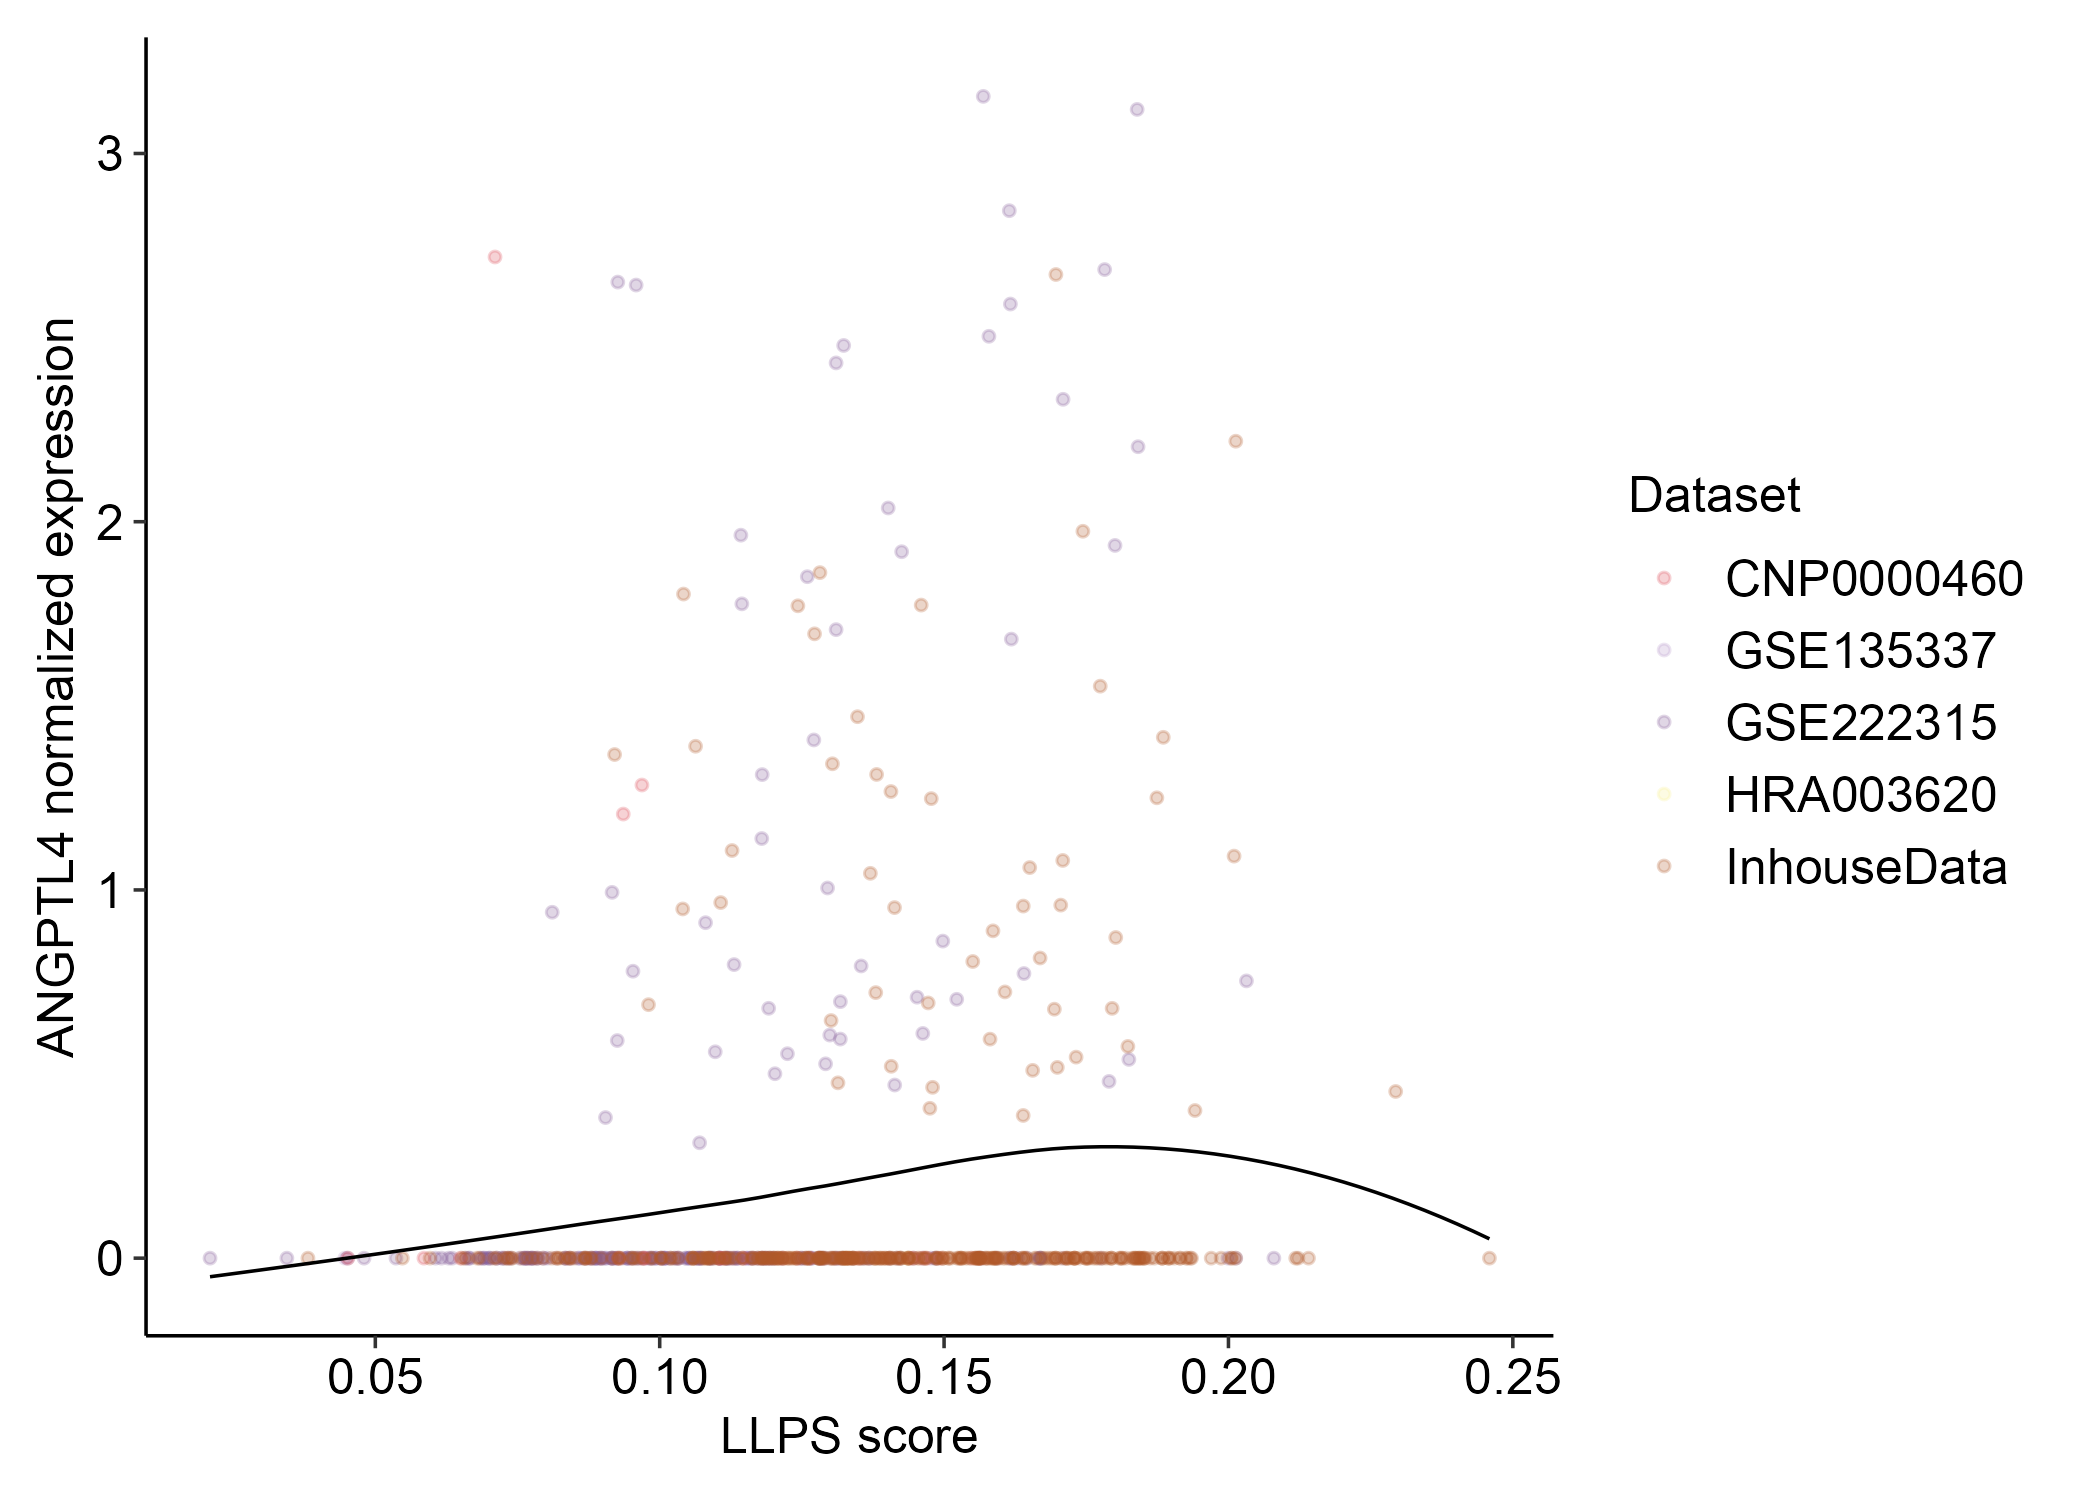 ANGPTL4 normalized expression
3
2
1
0
0.05
0.10
0.15
0.20
0.25
LLPS score
Dataset
CNP0000460
GSE135337
GSE222315
HRA003620
InhouseData